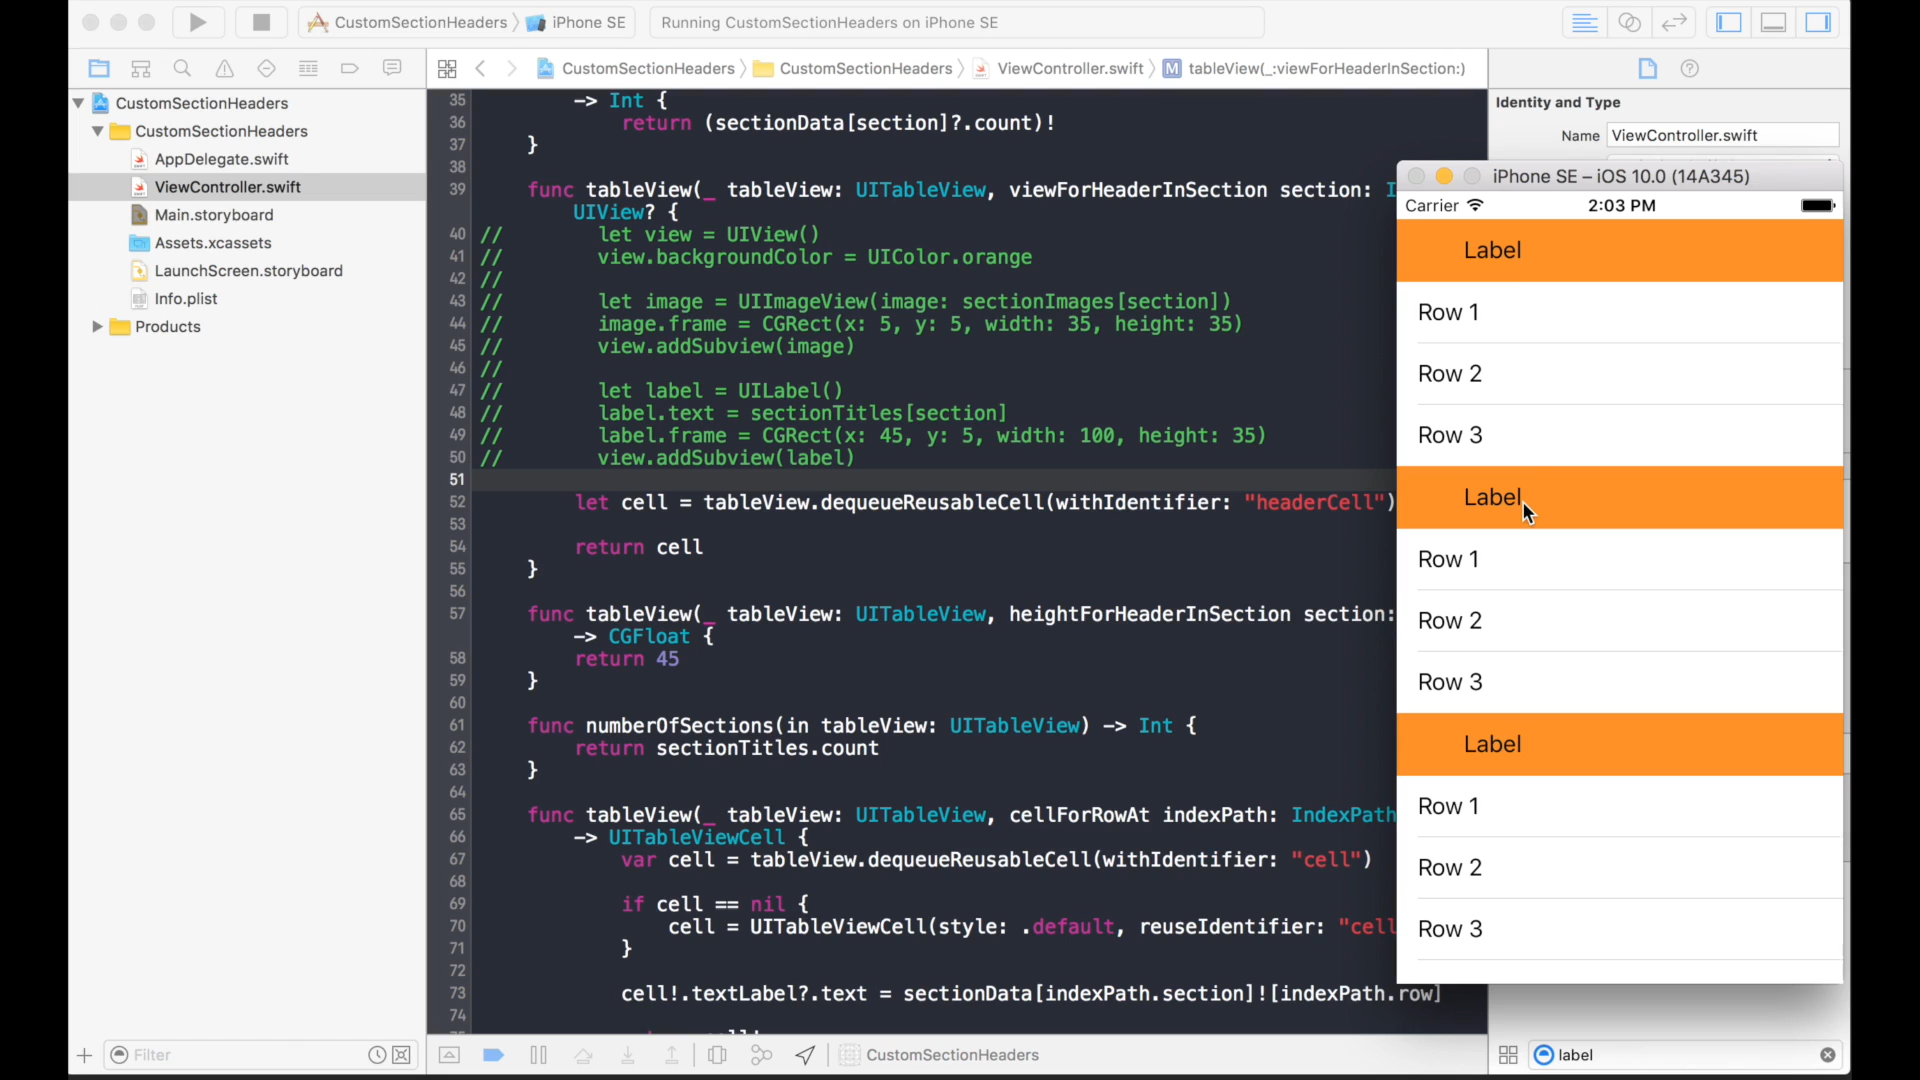 CustomSectionHeaders iPhone SE
Running CustomSectionHeaders on iPhone SE
CustomSectionHeaders CustomSectionHeaders ViewController.swift M tableView(_:viewForHeaderInSection:)
CustomSectionHeaders
CustomSectionHeaders
AppDelegate.swift
ViewController.swift
Main.storyboard
Assets.xcassets
LaunchScreen.storyboard
Info.plist
Products
Filter
35 -> Int {
36 return (sectionData[section]?.count)!
37 }
38
39 func tableView(_ tableView: UITableView, viewForHeaderInSection section: I
UIView? {
40 // let view = UIView()
41 // view.backgroundColor = UIColor.orange
42 //
43 // let image = UIImageView(image: sectionImages[section])
44 // image.frame = CGRect(x: 5, y: 5, width: 35, height: 35)
45 // view.addSubview(image)
46 //
47 // let label = UILabel()
48 // label.text = sectionTitles[section]
49 // label.frame = CGRect(x: 45, y: 5, width: 100, height: 35)
50 // view.addSubview(label)
51
52 let cell = tableView.dequeueReusableCell(withIdentifier: "headerCell")
53
54 return cell
55 }
56
57 func tableView(_ tableView: UITableView, heightForHeaderInSection section:
-> CGFloat {
58 return 45
59 }
60
61 func numberOfSections(in tableView: UITableView) -> Int {
62 return sectionTitles.count
63 }
64
65 func tableView(_ tableView: UITableView, cellForRowAt indexPath: IndexPath
66 -> UITableViewCell {
67 var cell = tableView.dequeueReusableCell(withIdentifier: "cell")
68
69 if cell == nil {
70 cell = UITableViewCell(style: .default, reuseIdentifier: "cell
71 }
72
73 cell!.textLabel?.text = sectionData[indexPath.section]![indexPath.row]
74
CustomSectionHeaders
Identity and Type
Name ViewController.swift
iPhone SE – iOS 10.0 (14A345)
Carrier 2:03 PM
Label
Row 1
Row 2
Row 3
Label
Row 1
Row 2
Row 3
Label
Row 1
Row 2
Row 3
label